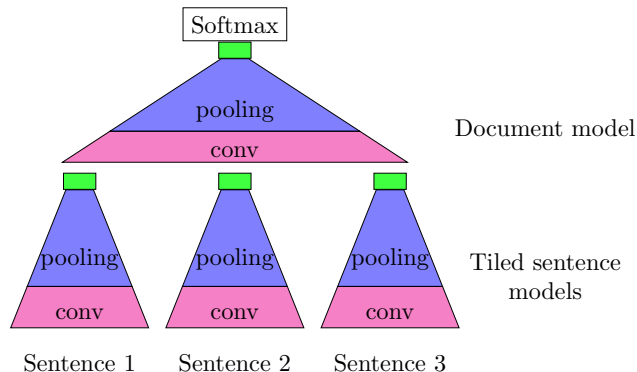 Softmax
pooling
conv
Document model
pooling
pooling
pooling
conv
conv
conv
Tiled sentence
models
Sentence 1
Sentence 2
Sentence 3